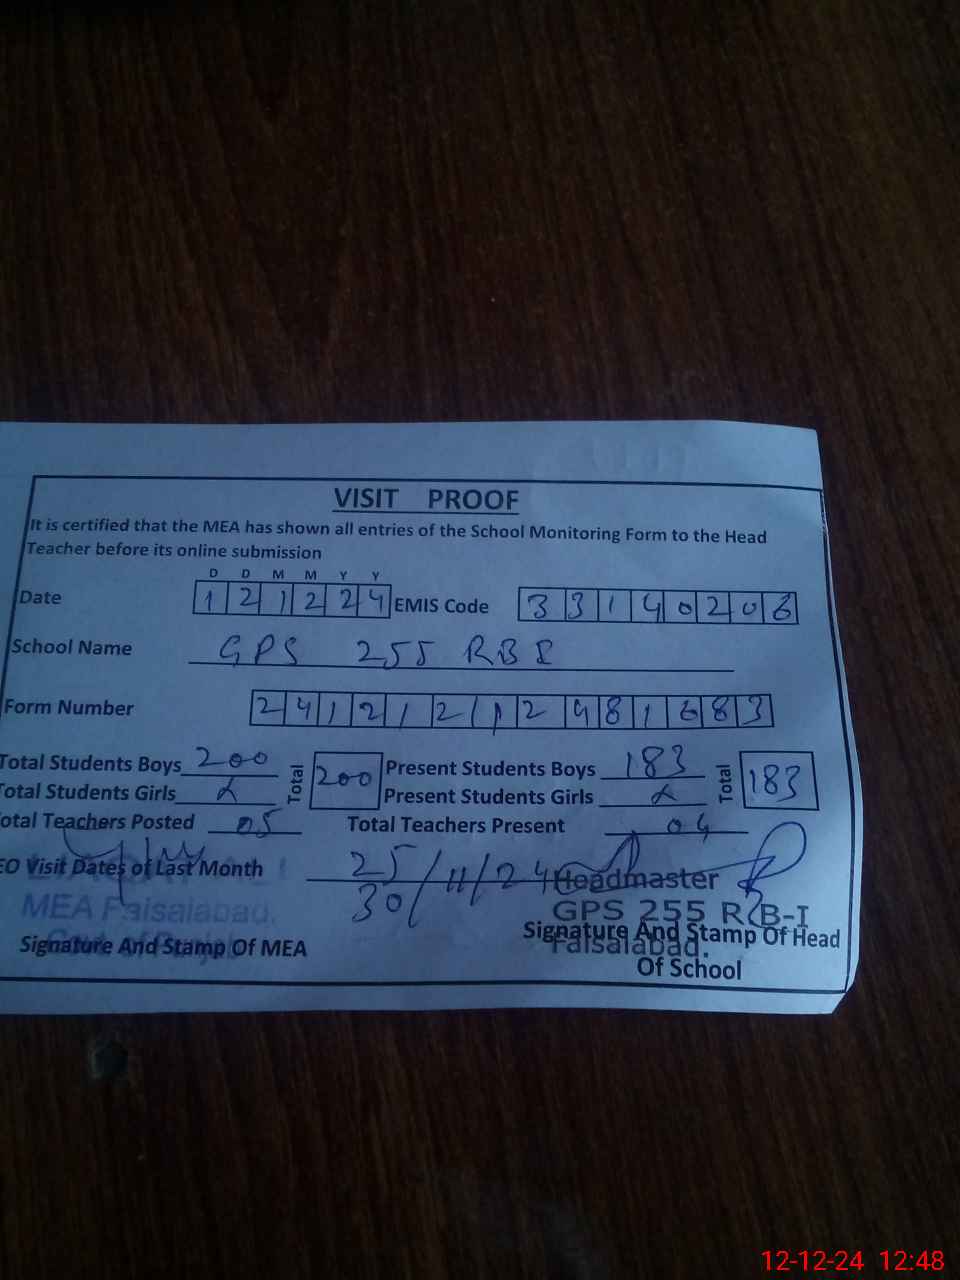 VISIT PROOF
It is certified that the MEA has shown all entries of the School Monitoring Form to the Head
Teacher before its online submission
D D M M Y Y
Date 1 2 1 2 2 4 EMIS Code 3 3 1 4 0 2 0 6
School Name GPS 255 RB I
Form Number 2 4 1 2 1 2 1 1 2 4 8 1 6 8 3
Total Students Boys 200 Total 200 Present Students Boys 183 Total 183
Total Students Girls Present Students Girls
Total Teachers Posted 05 Total Teachers Present 04
EO Visit Dates of Last Month 25/11/24
30
Headmaster
MEA Faisalabad. GPS 255 RB-I
Faisalabad.
Signature And Stamp Of MEA Signature And Stamp Of Head
Of School
12-12-24 12:48